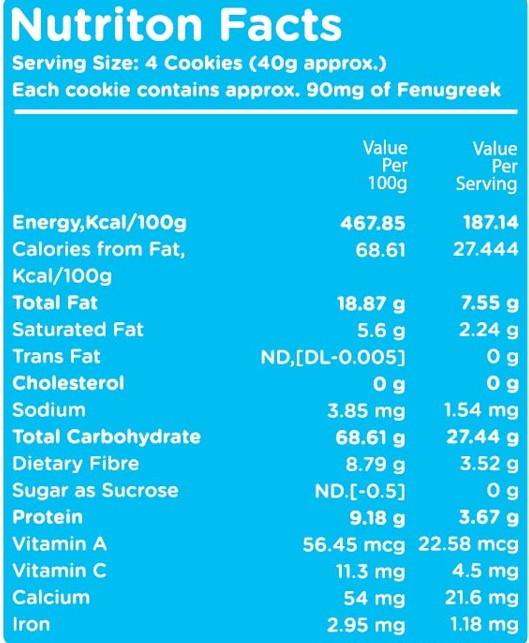 Nutriton Facts
Serving Size: 4 Cookies (40g approx.)
Each cookie contains approx. 90mg of Fenugreek
Value Per 100g Value Per Serving
Energy,Kcal/100g 467.85 187.14
Calories from Fat, Kcal/100g 68.61 27.444
Total Fat 18.87 g 7.55 g
Saturated Fat 5.6 g 2.24 g
Trans Fat ND,[DL-0.005] 0 g
Cholesterol 0 g 0 g
Sodium 3.85 mg 1.54 mg
Total Carbohydrate 68.61 g 27.44 g
Dietary Fibre 8.79 g 3.52 g
Sugar as Sucrose ND.[-0.5] 0 g
Protein 9.18 g 3.67 g
Vitamin A 56.45 mcg 22.58 mcg
Vitamin C 11.3 mg 4.5 mg
Calcium 54 mg 21.6 mg
Iron 2.95 mg 1.18 mg